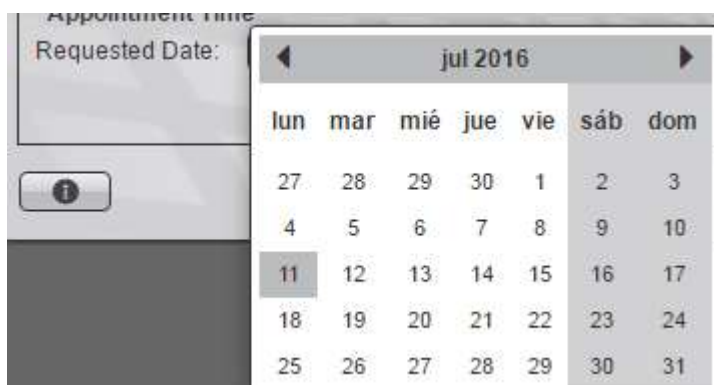 Appointment Time
Requested Date:
jul 2016
lun mar mié jue vie sáb dom
27 28 29 30 1 2 3
4 5 6 7 8 9 10
11 12 13 14 15 16 17
18 19 20 21 22 23 24
25 26 27 28 29 30 31